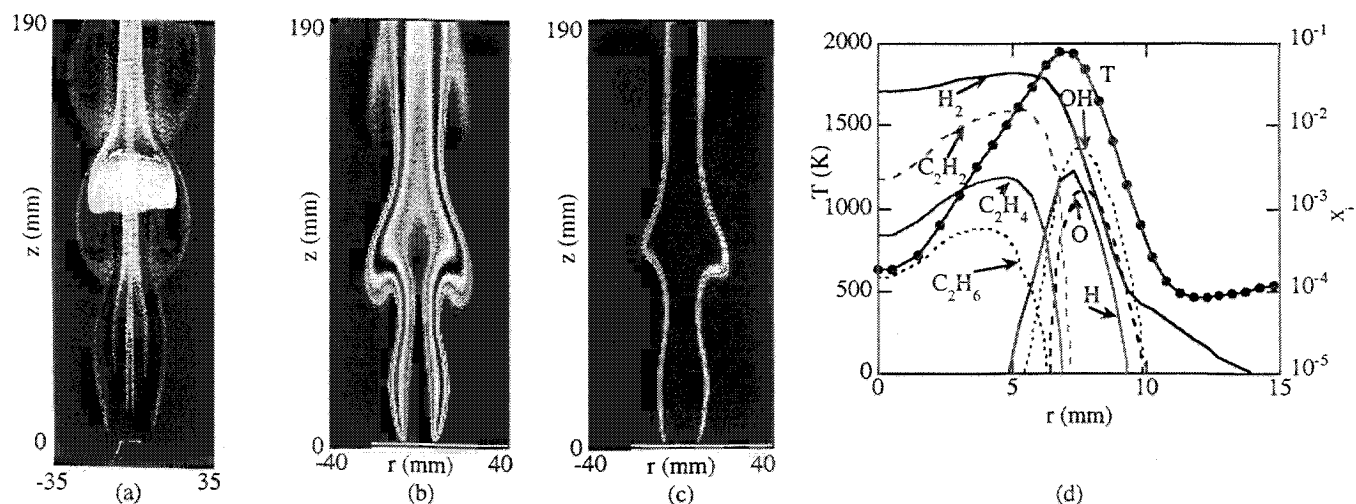 190
z (mm)
0
-35
35
(a)
190
z (mm)
0
-40
r (mm)
40
(b)
190
z (mm)
0
-40
r (mm)
40
(c)
2000
1500
1000
500
0
T (K)
H₂
C₂H₂
C₂H₄
C₂H₆
OH
T
O
H
10⁻¹
10⁻²
10⁻³
10⁻⁴
10⁻⁵
Xᵢ
0
5
10
15
r (mm)
(d)